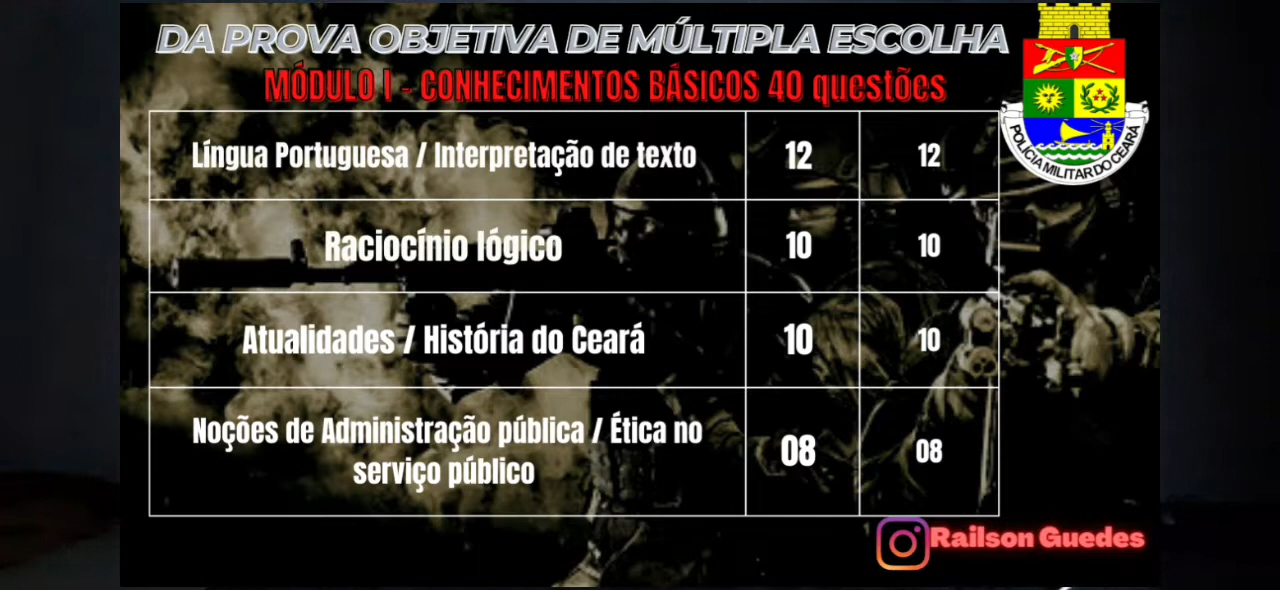 DA PROVA OBJETIVA DE MÚLTIPLA ESCOLHA
MÓDULO I - CONHECIMENTOS BÁSICOS 40 questões
Língua Portuguesa / Interpretação de texto 12 12
Raciocínio lógico 10 10
Atualidades / História do Ceará 10 10
Noções de Administração pública / Ética no
serviço público 08 08
POLÍCIA MILITAR DO CEARÁ
Railson Guedes